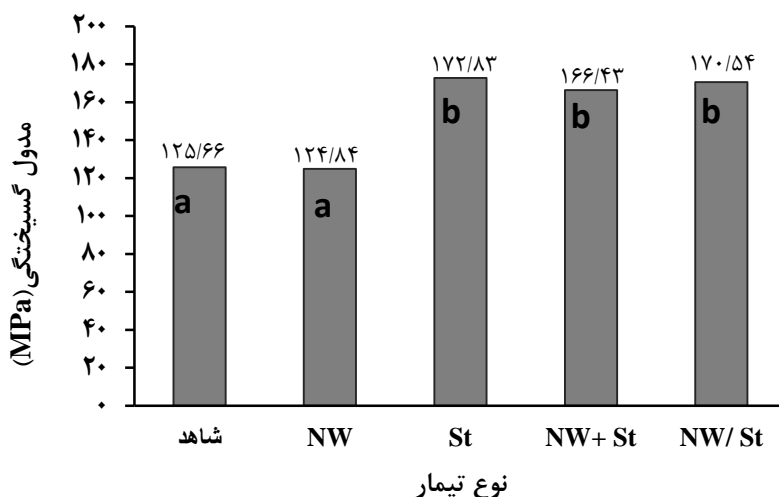 مدول گسیختگی(MPa)
۲۰۰
۱۸۰
۱۶۰
۱۴۰
۱۲۰
۱۰۰
۸۰
۶۰
۴۰
۲۰
۰
۱۲۵/۶۶
۱۲۴/۸۴
۱۷۲/۸۳
۱۶۶/۴۳
۱۷۰/۵۴
a
a
b
b
b
شاهد
NW
St
NW+ St
NW/ St
نوع تیمار